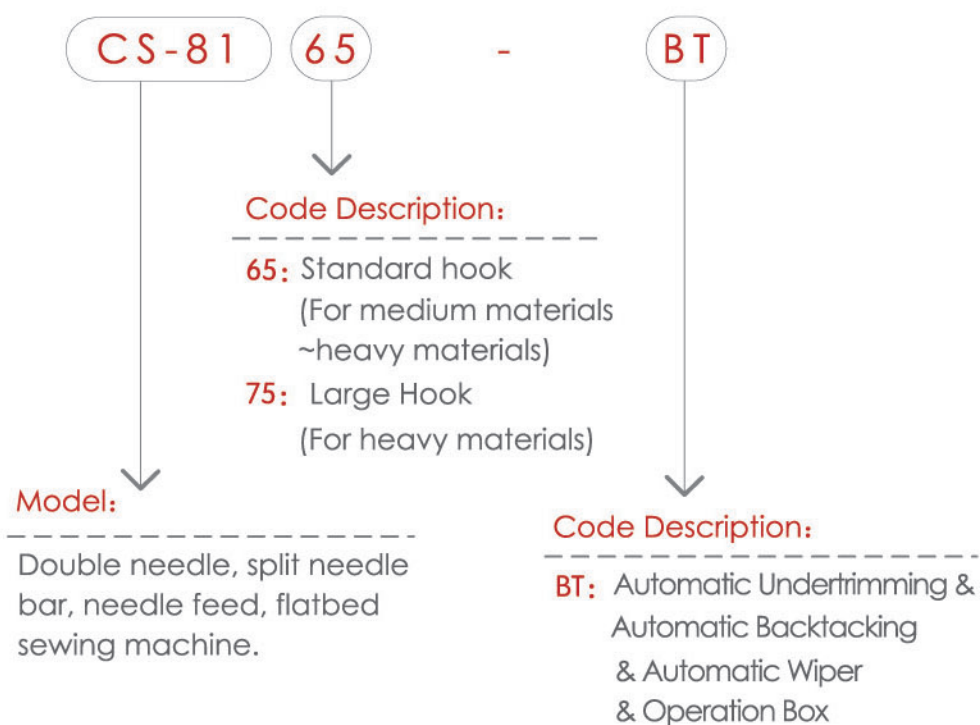 CS-81 65 - BT
Code Description:
65: Standard hook
(For medium materials
~heavy materials)
75: Large Hook
(For heavy materials)
Model:
Double needle, split needle
bar, needle feed, flatbed
sewing machine.
Code Description:
BT: Automatic Undertrimming &
Automatic Backtacking
& Automatic Wiper
& Operation Box